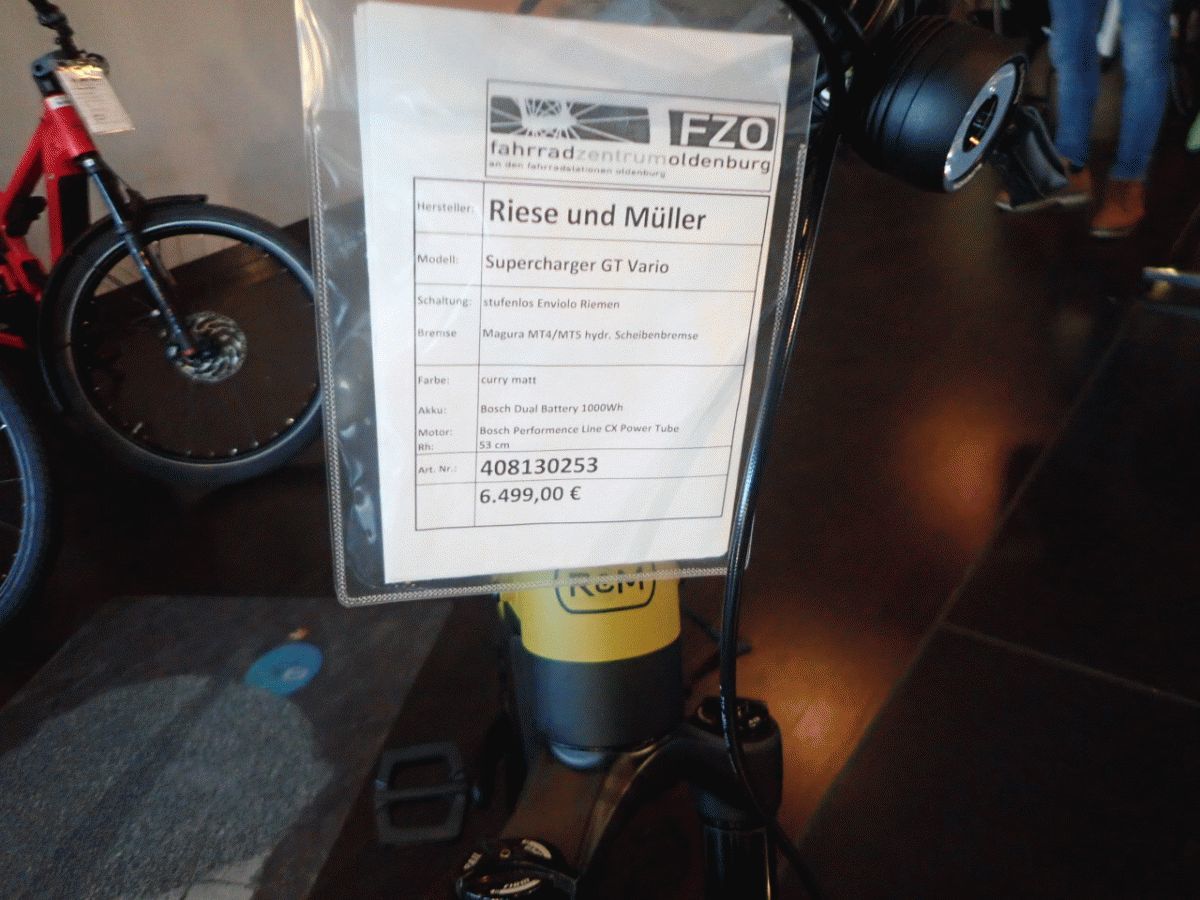 FZO
fahrradzentrumoldenburg
an den fahrradstationen oldenburg
Hersteller: Riese und Müller
Modell: Supercharger GT Vario
Schaltung: stufenlos Enviolo Riemen
Bremse Magura MT4/MT5 hydr. Scheibenbremse
Farbe: curry matt
Akku: Bosch Dual Battery 1000Wh
Motor: Bosch Performence Line CX Power Tube
Rh: 53 cm
Art. Nr.: 408130253
6.499,00 €
R&M